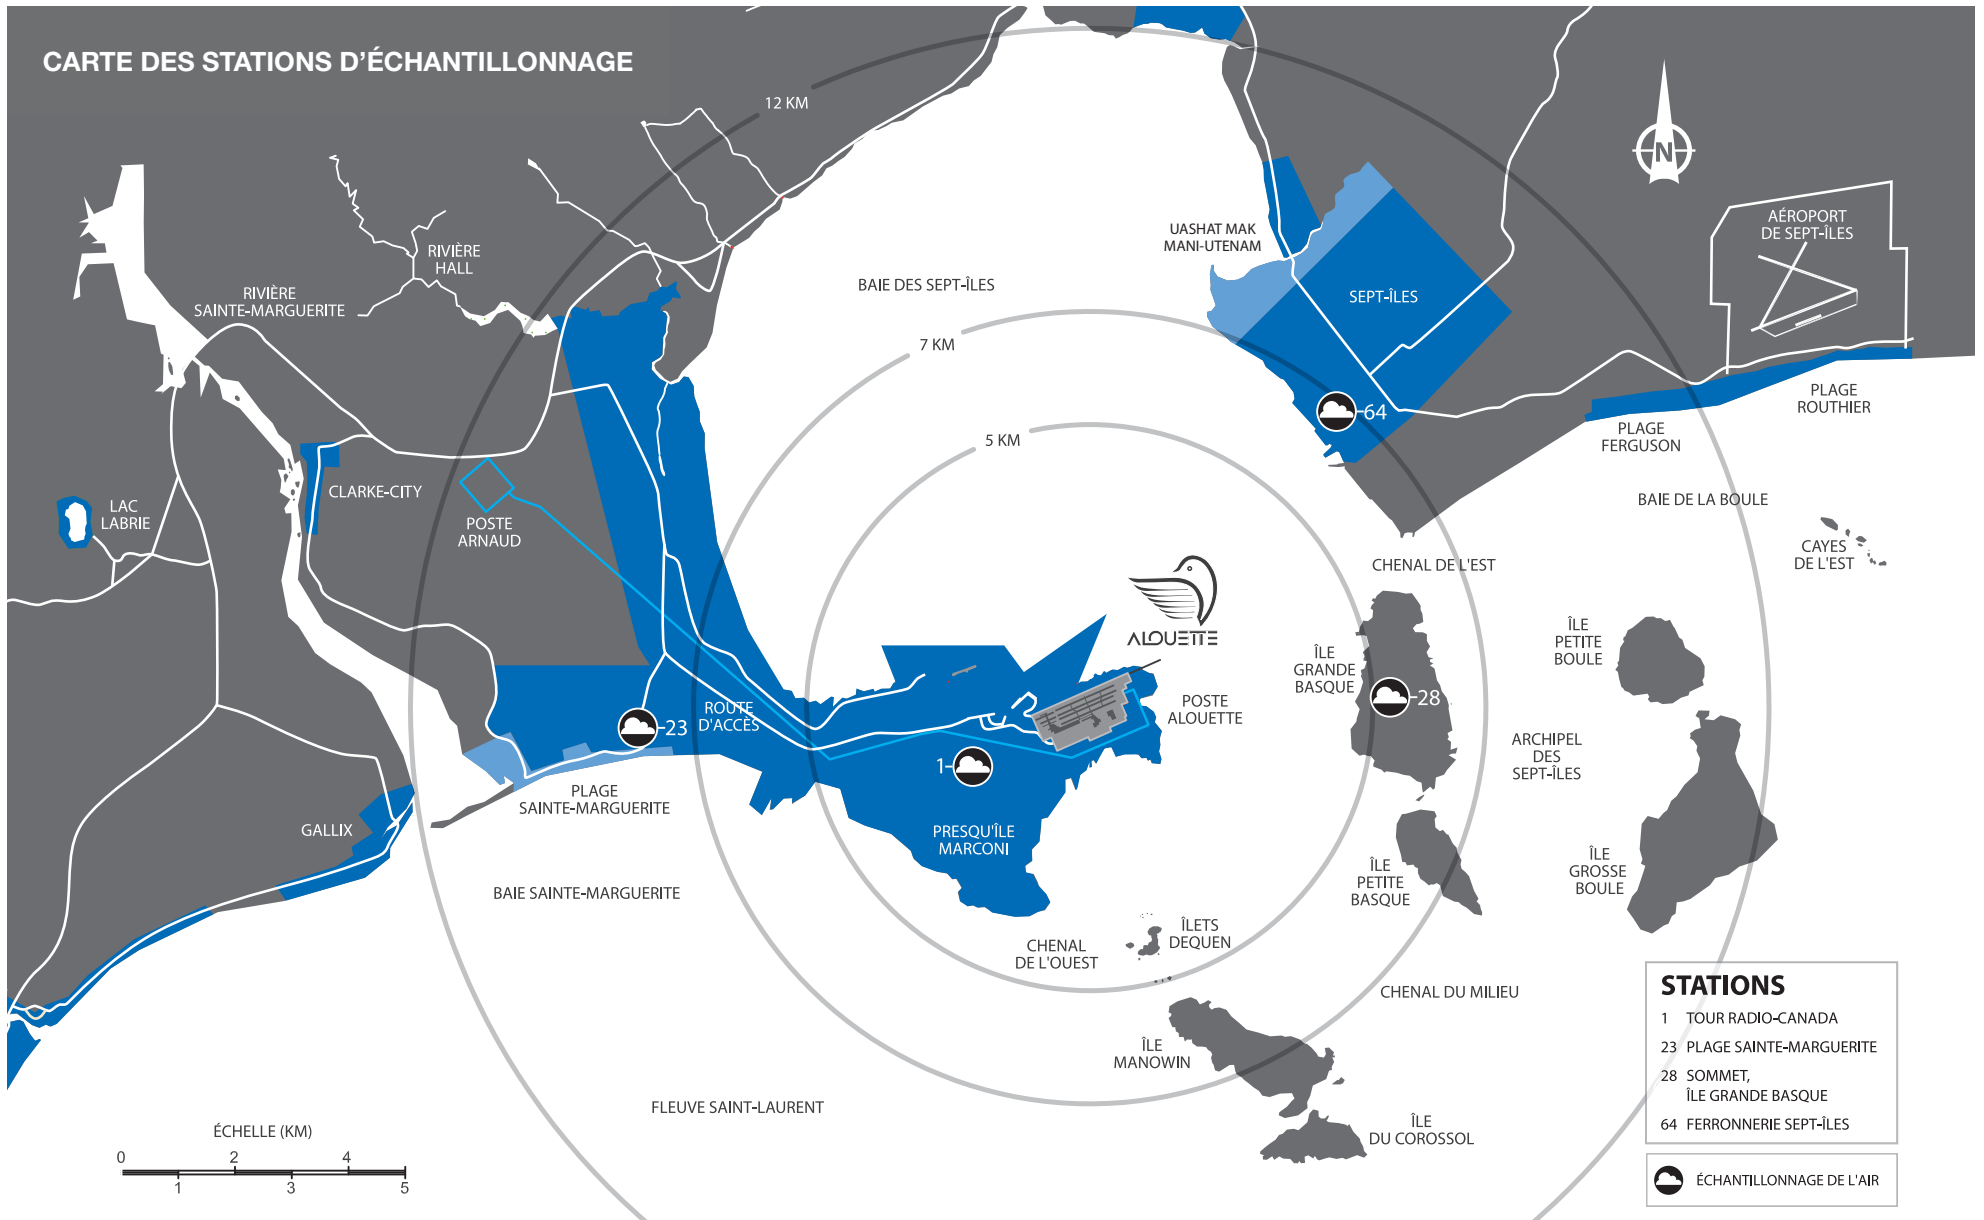 CARTE DES STATIONS D'ÉCHANTILLONNAGE
12 KM
N
AÉROPORT
DE SEPT-ÎLES
UASHAT MAK
MANI-UTENAM
RIVIÈRE
HALL
RIVIÈRE
SAINTE-MARGUERITE
BAIE DES SEPT-ÎLES
SEPT-ÎLES
7 KM
PLAGE
ROUTHIER
64
PLAGE
FERGUSON
5 KM
CLARKE-CITY
BAIE DE LA BOULE
LAC
LABRIE
POSTE
ARNAUD
CAYES
DE L'EST
CHENAL DE L'EST
ALOUETTE
ÎLE
PETITE
BOULE
ÎLE
GRANDE
BASQUE
28
POSTE
ALOUETTE
ROUTE
D'ACCÈS
23
ARCHIPEL
DES
SEPT-ÎLES
1
PLAGE
SAINTE-MARGUERITE
GALLIX
PRESQU'ÎLE
MARCONI
ÎLE
GROSSE
BOULE
ÎLE
PETITE
BASQUE
BAIE SAINTE-MARGUERITE
ÎLETS
DEQUEN
CHENAL
DE L'OUEST
CHENAL DU MILIEU
ÎLE
MANOWIN
FLEUVE SAINT-LAURENT
ÎLE
DU COROSSOL
ÉCHELLE (KM)
0 2 4
1 3 5
STATIONS
1 TOUR RADIO-CANADA
23 PLAGE SAINTE-MARGUERITE
28 SOMMET,
ÎLE GRANDE BASQUE
64 FERRONNERIE SEPT-ÎLES
ÉCHANTILLONNAGE DE L'AIR